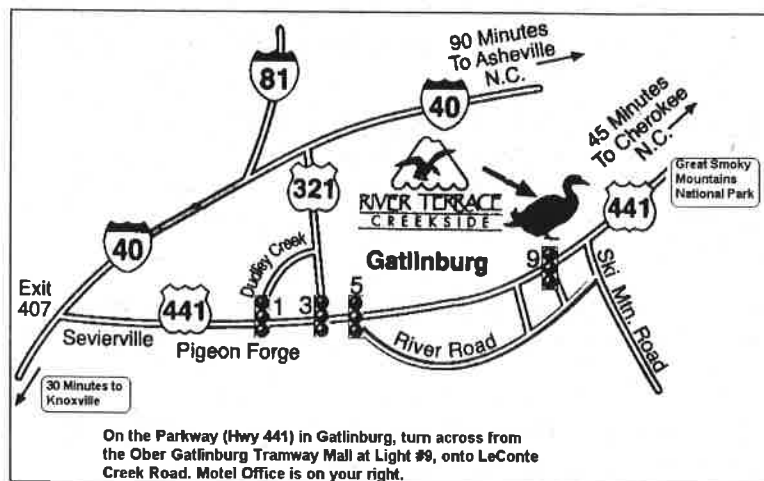 90 Minutes
To Asheville
N.C.
81
40
45 Minutes
To Cherokee
N.C.
Great Smoky
Mountains
National Park
321
RIVER TERRACE
CREEKSIDE
441
40
Dudley Creek
Gatlinburg
9
Exit
407
441
1
3
5
Ski Mtn. Road
Sevierville
Pigeon Forge
River Road
30 Minutes to
Knoxville
On the Parkway (Hwy 441) in Gatlinburg, turn across from
the Ober Gatlinburg Tramway Mall at Light #9, onto LeConte
Creek Road. Motel Office is on your right.